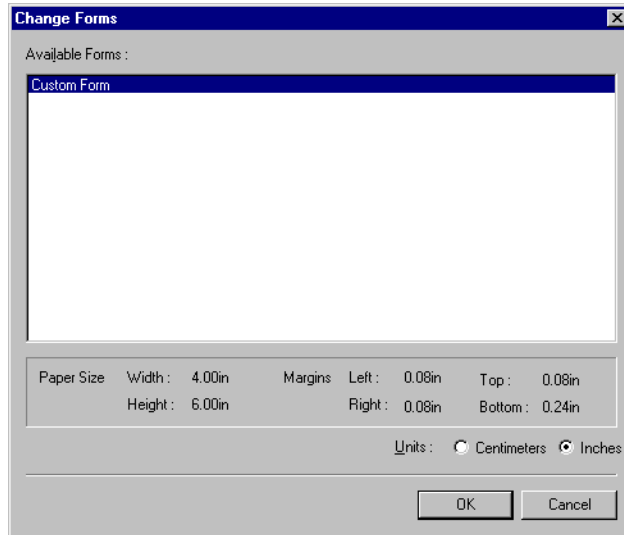 Change Forms
Available Forms :
Custom Form
Paper Size Width : 4.00in Margins Left : 0.08in Top : 0.08in
Height : 6.00in Right : 0.08in Bottom : 0.24in
Units : Centimeters Inches
OK Cancel